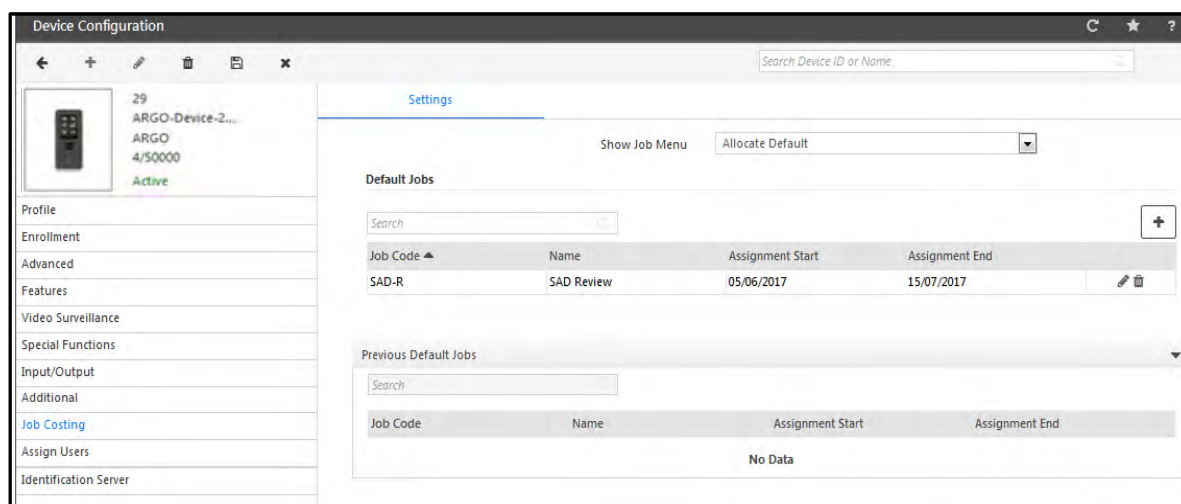 Device Configuration
?
Search Device ID or Name
29
ARGO-Device-2...
ARGO
4/50000
Active
Profile
Enrollment
Advanced
Features
Video Surveillance
Special Functions
Input/Output
Additional
Job Costing
Assign Users
Identification Server
Settings
Show Job Menu Allocate Default
Default Jobs
Search
Job Code Name Assignment Start Assignment End
SAD-R SAD Review 05/06/2017 15/07/2017
Previous Default Jobs
Search
Job Code Name Assignment Start Assignment End
No Data